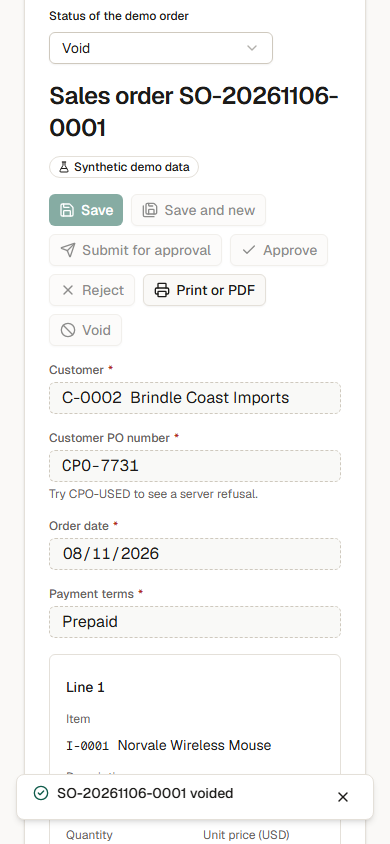 Status of the demo order
Void
Sales order SO-20261106-
0001
Synthetic demo data
Save
Save and new
Submit for approval
Approve
Reject
Print or PDF
Void
Customer *
C-0002 Brindle Coast Imports
Customer PO number *
CPO-7731
Try CPO-USED to see a server refusal.
Order date *
08/11/2026
Payment terms *
Prepaid
Line 1
Item
I-0001 Norvale Wireless Mouse
SO-20261106-0001 voided
Quantity
Unit price (USD)